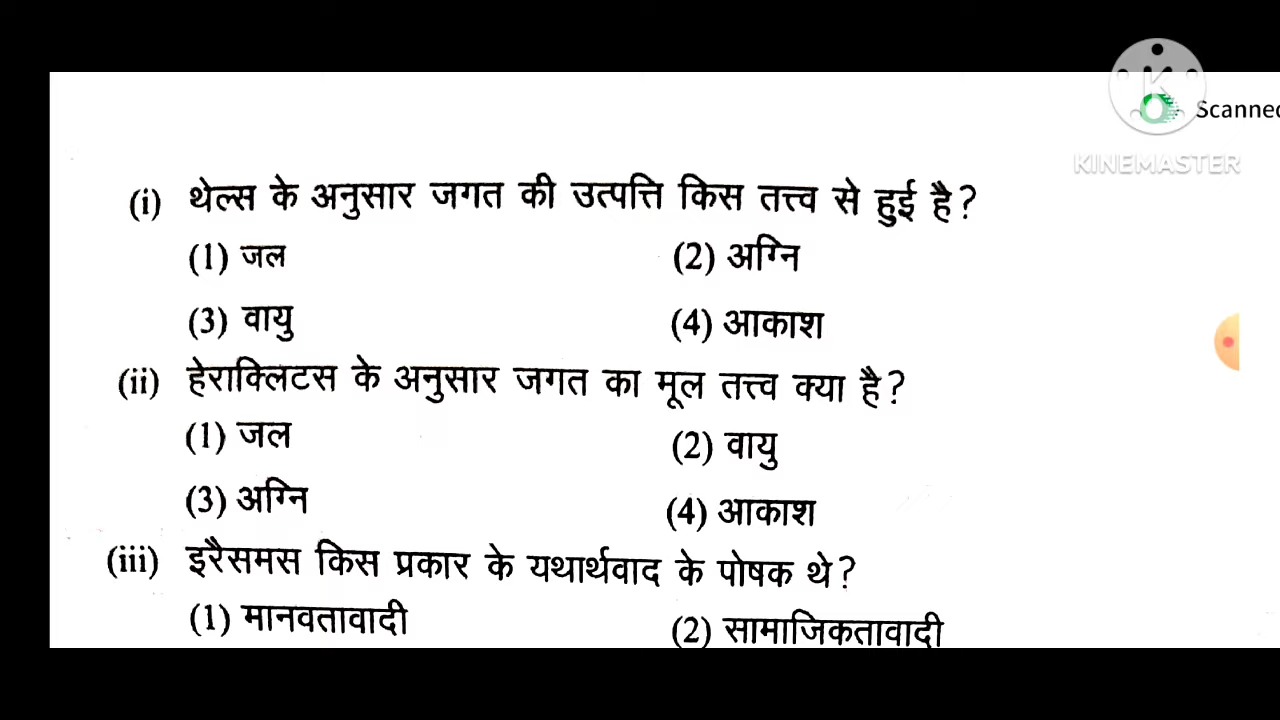 Scanned
KINEMASTER
(i) थेल्स के अनुसार जगत की उत्पत्ति किस तत्त्व से हुई है?
(1) जल (2) अग्नि
(3) वायु (4) आकाश
(ii) हेराक्लिटस के अनुसार जगत का मूल तत्त्व क्या है?
(1) जल (2) वायु
(3) अग्नि (4) आकाश
(iii) इरैसमस किस प्रकार के यथार्थवाद के पोषक थे?
(1) मानवतावादी (2) सामाजिकतावादी